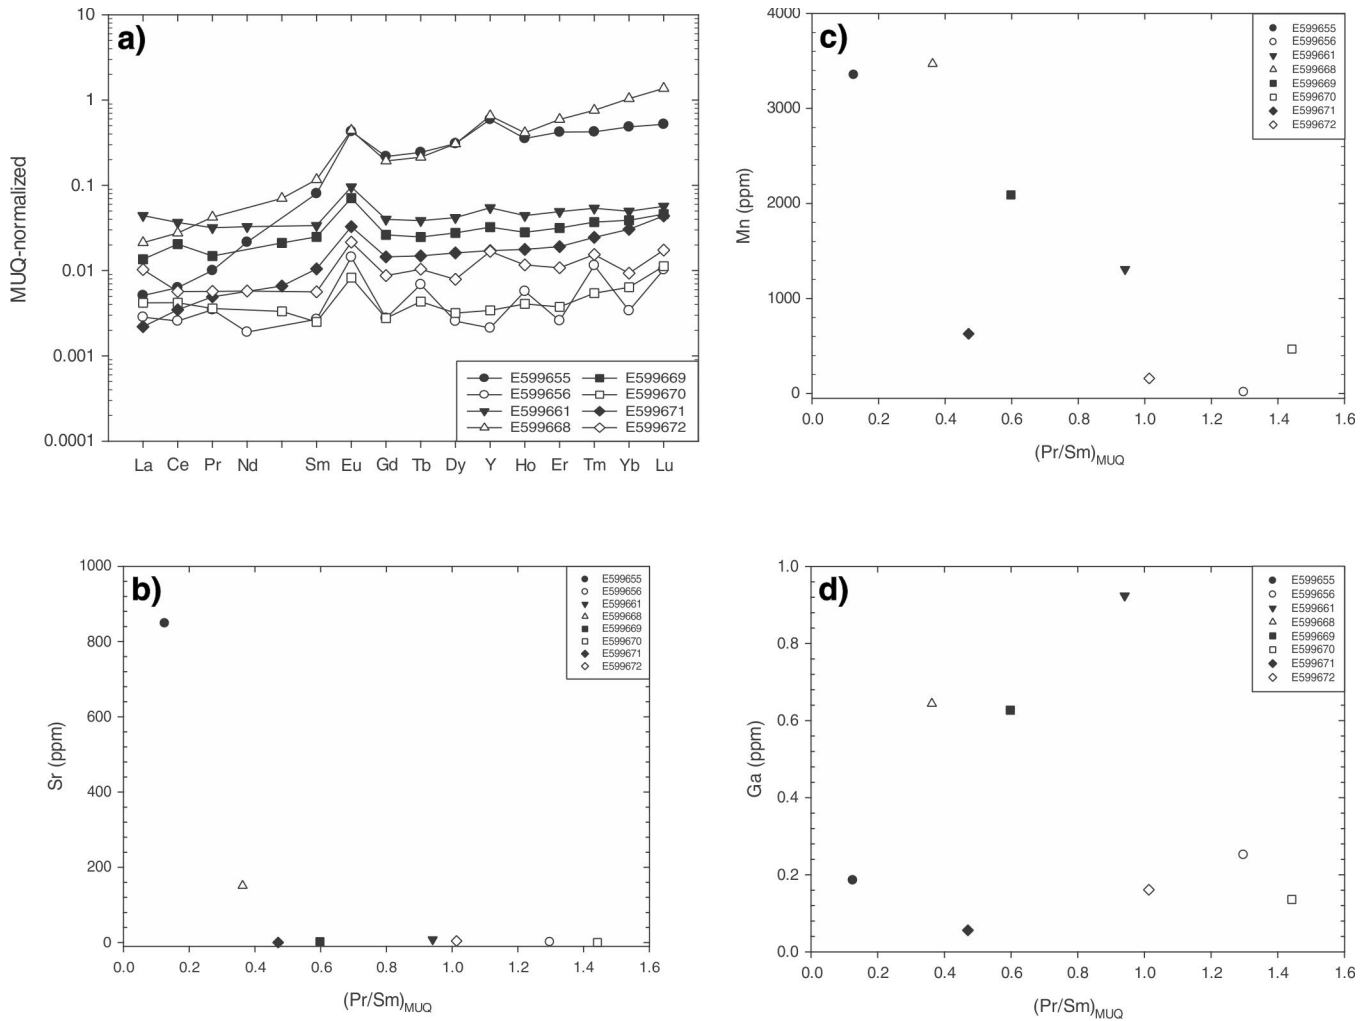 a)
10
1
0.1
0.01
0.001
0.0001
MUQ-normalized
La Ce Pr Nd Sm Eu Gd Tb Dy Y Ho Er Tm Yb Lu
E599655 E599669
E599656 E599670
E599661 E599671
E599668 E599672
c)
4000
3000
2000
1000
0
Mn (ppm)
0.0 0.2 0.4 0.6 0.8 1.0 1.2 1.4 1.6
(Pr/Sm)MUQ
E599655
E599656
E599661
E599668
E599669
E599670
E599671
E599672
b)
1000
800
600
400
200
0
Sr (ppm)
0.0 0.2 0.4 0.6 0.8 1.0 1.2 1.4 1.6
(Pr/Sm)MUQ
E599655
E599656
E599661
E599668
E599669
E599670
E599671
E599672
d)
1.0
0.8
0.6
0.4
0.2
0.0
Ga (ppm)
0.0 0.2 0.4 0.6 0.8 1.0 1.2 1.4 1.6
(Pr/Sm)MUQ
E599655
E599656
E599661
E599668
E599669
E599670
E599671
E599672